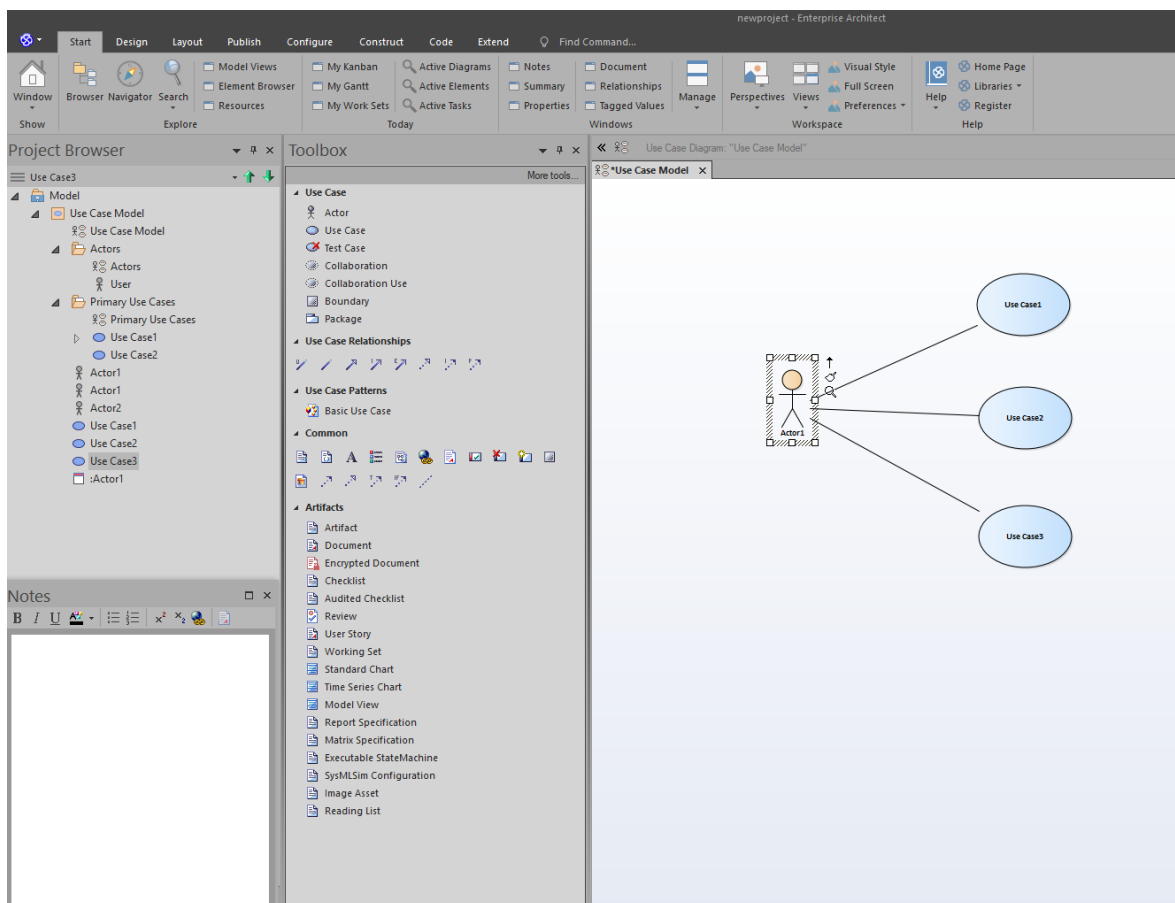 newproject - Enterprise Architect
Start Design Layout Publish Configure Construct Code Extend Find Command...
Window
Show
Browser Navigator Search
Model Views
Element Browser
Resources
Explore
My Kanban
My Gantt
My Work Sets
Active Diagrams
Active Elements
Active Tasks
Today
Notes
Summary
Properties
Document
Relationships
Tagged Values
Manage
Windows
Perspectives Views
Visual Style
Full Screen
Preferences
Workspace
Help
Home Page
Libraries
Register
Help
Project Browser
Use Case3
Model
Use Case Model
Use Case Model
Actors
Actors
User
Primary Use Cases
Primary Use Cases
Use Case1
Use Case2
Actor1
Actor1
Actor2
Use Case1
Use Case2
Use Case3
:Actor1
Notes
B I U x² x₂
Toolbox
More tools...
Use Case
Actor
Use Case
Test Case
Collaboration
Collaboration Use
Boundary
Package
Use Case Relationships
Use Case Patterns
Basic Use Case
Common
A
Artifacts
Artifact
Document
Encrypted Document
Checklist
Audited Checklist
Review
User Story
Working Set
Standard Chart
Time Series Chart
Model View
Report Specification
Matrix Specification
Executable StateMachine
SysMLSim Configuration
Image Asset
Reading List
Use Case Diagram: "Use Case Model"
*Use Case Model X
Use Case1
Actor1
Use Case2
Use Case3